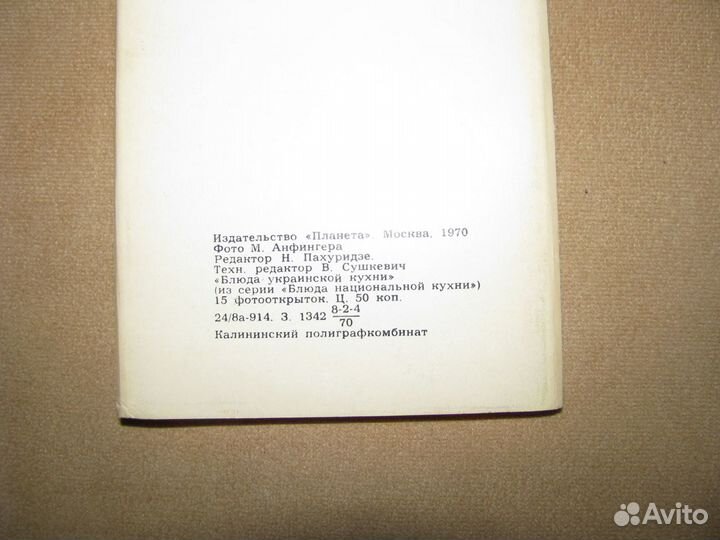 Издательство «Планета». Москва, 1970
Фото М. Анфингера
Редактор Н. Пахуридзе.
Техн. редактор В. Сушкевич
«Блюда украинской кухни»
(из серии «Блюда национальной кухни»)
15 фотооткрыток. Ц. 50 коп.
24/8а-914. З. 1342 8-2-4/70
Калининский полиграфкомбинат
Avito